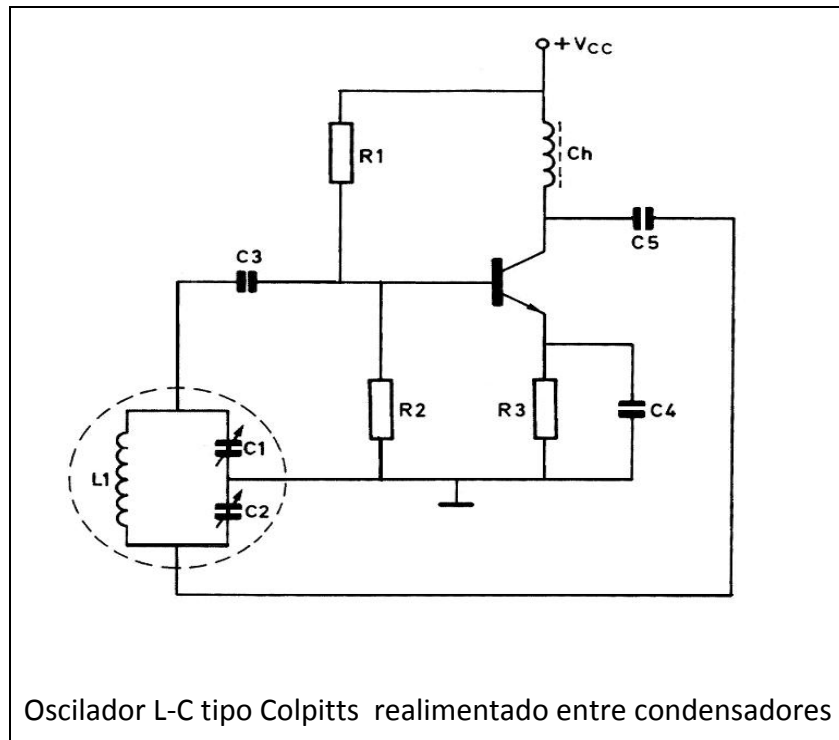 +VCC
R1
Ch
C5
C3
R2
R3
C4
L1
C1
C2
Oscilador L-C tipo Colpitts realimentado entre condensadores